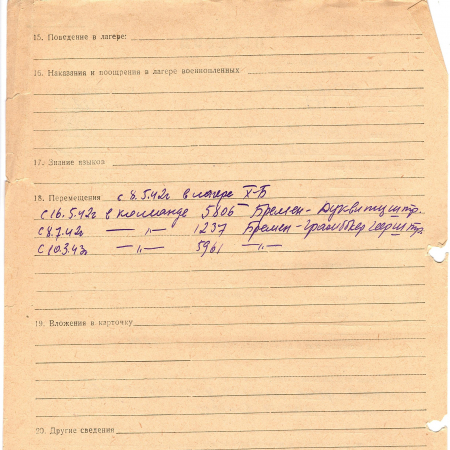 15. Поведение в лагере:
16. Наказания и поощрения в лагере военнопленных
17. Знание языков
18. Перемещения с 8.5.42г в лагере X-Б
с 16.5.42г в команде 5806 Бремен-
с 8.7.42г — „ — 1237 Бремен-
с 10.3.43г — „ — 5961 — „ —
19. Вложения в карточку
20. Другие сведения